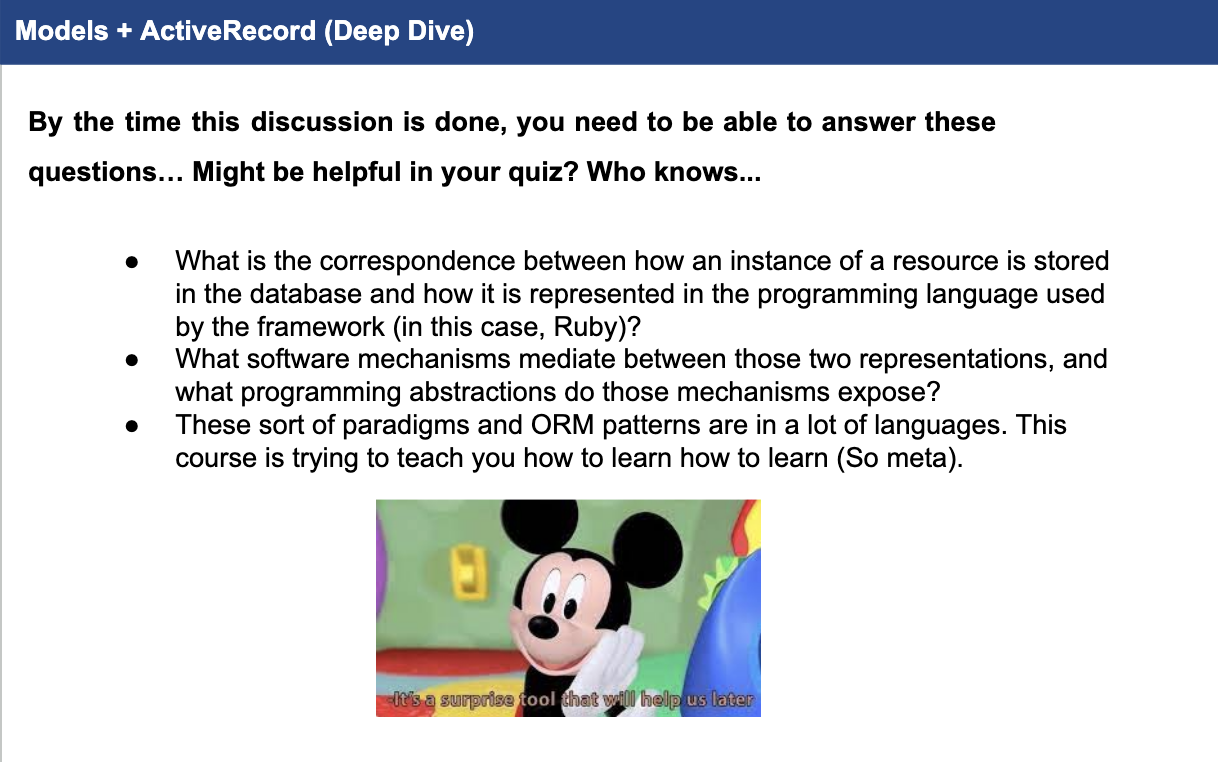 Models + ActiveRecord (Deep Dive)
By the time this discussion is done, you need to be able to answer these
questions... Might be helpful in your quiz? Who knows...
● What is the correspondence between how an instance of a resource is stored
in the database and how it is represented in the programming language used
by the framework (in this case, Ruby)?
● What software mechanisms mediate between those two representations, and
what programming abstractions do those mechanisms expose?
● These sort of paradigms and ORM patterns are in a lot of languages. This
course is trying to teach you how to learn how to learn (So meta).
-It's a surprise tool that will help us later